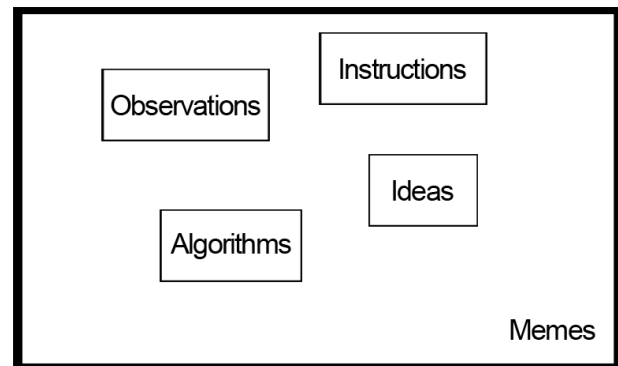 Instructions
Observations
Ideas
Algorithms
Memes